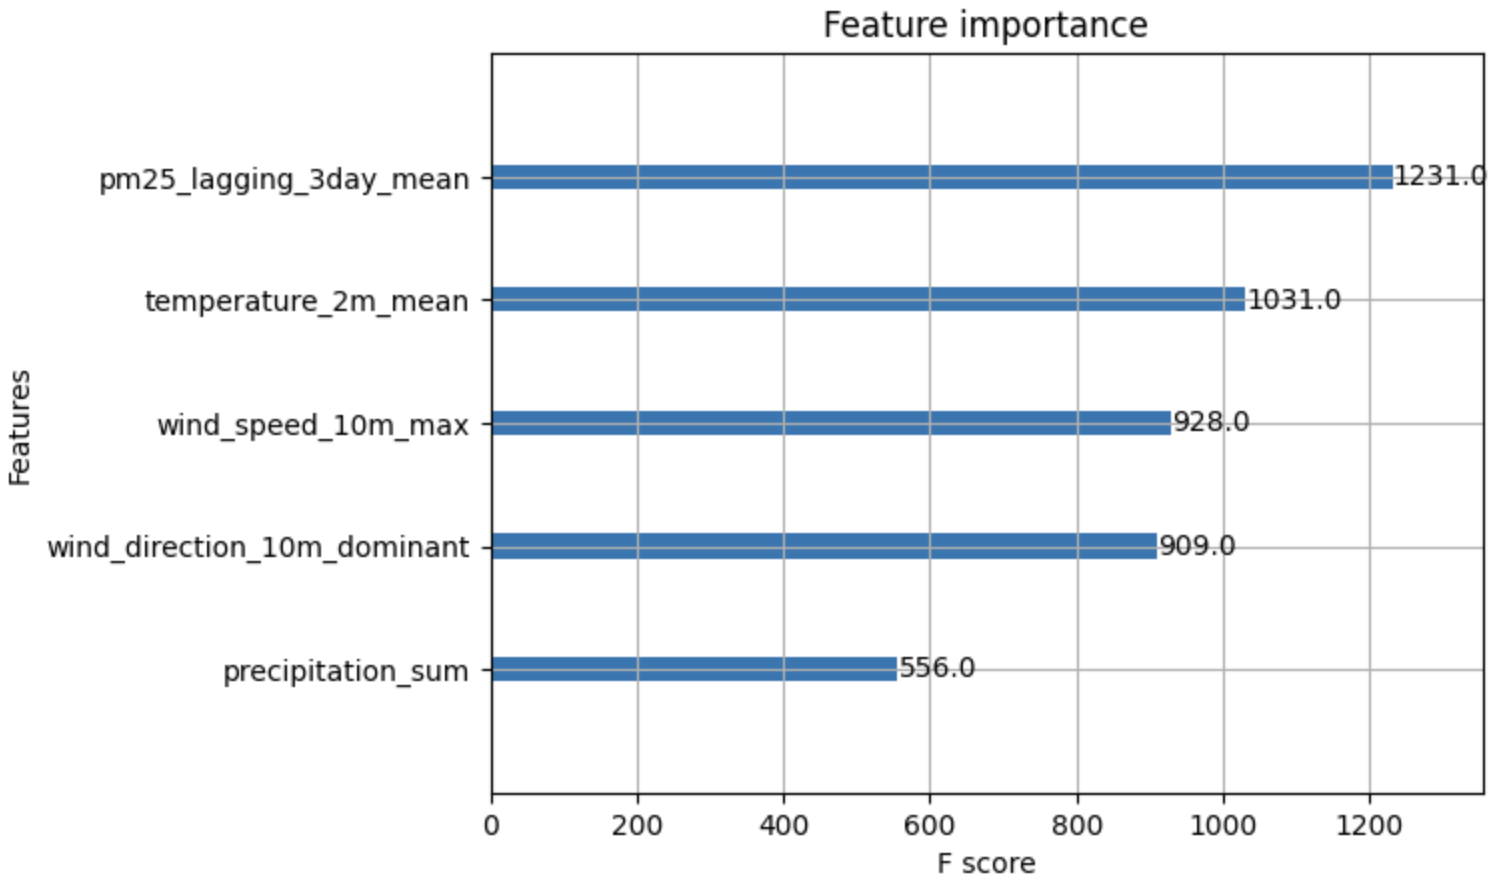 Feature importance
Features
pm25_lagging_3day_mean
1231.0
temperature_2m_mean
1031.0
wind_speed_10m_max
928.0
wind_direction_10m_dominant
909.0
precipitation_sum
556.0
0 200 400 600 800 1000 1200
F score